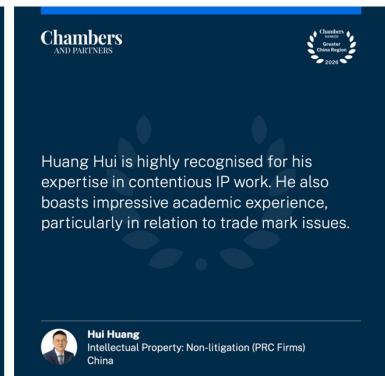 Chambers
AND PARTNERS
Chambers
RANKED
Greater
China Region
2026
Huang Hui is highly recognised for his
expertise in contentious IP work. He also
boasts impressive academic experience,
particularly in relation to trade mark issues.
Hui Huang
Intellectual Property: Non-litigation (PRC Firms)
China